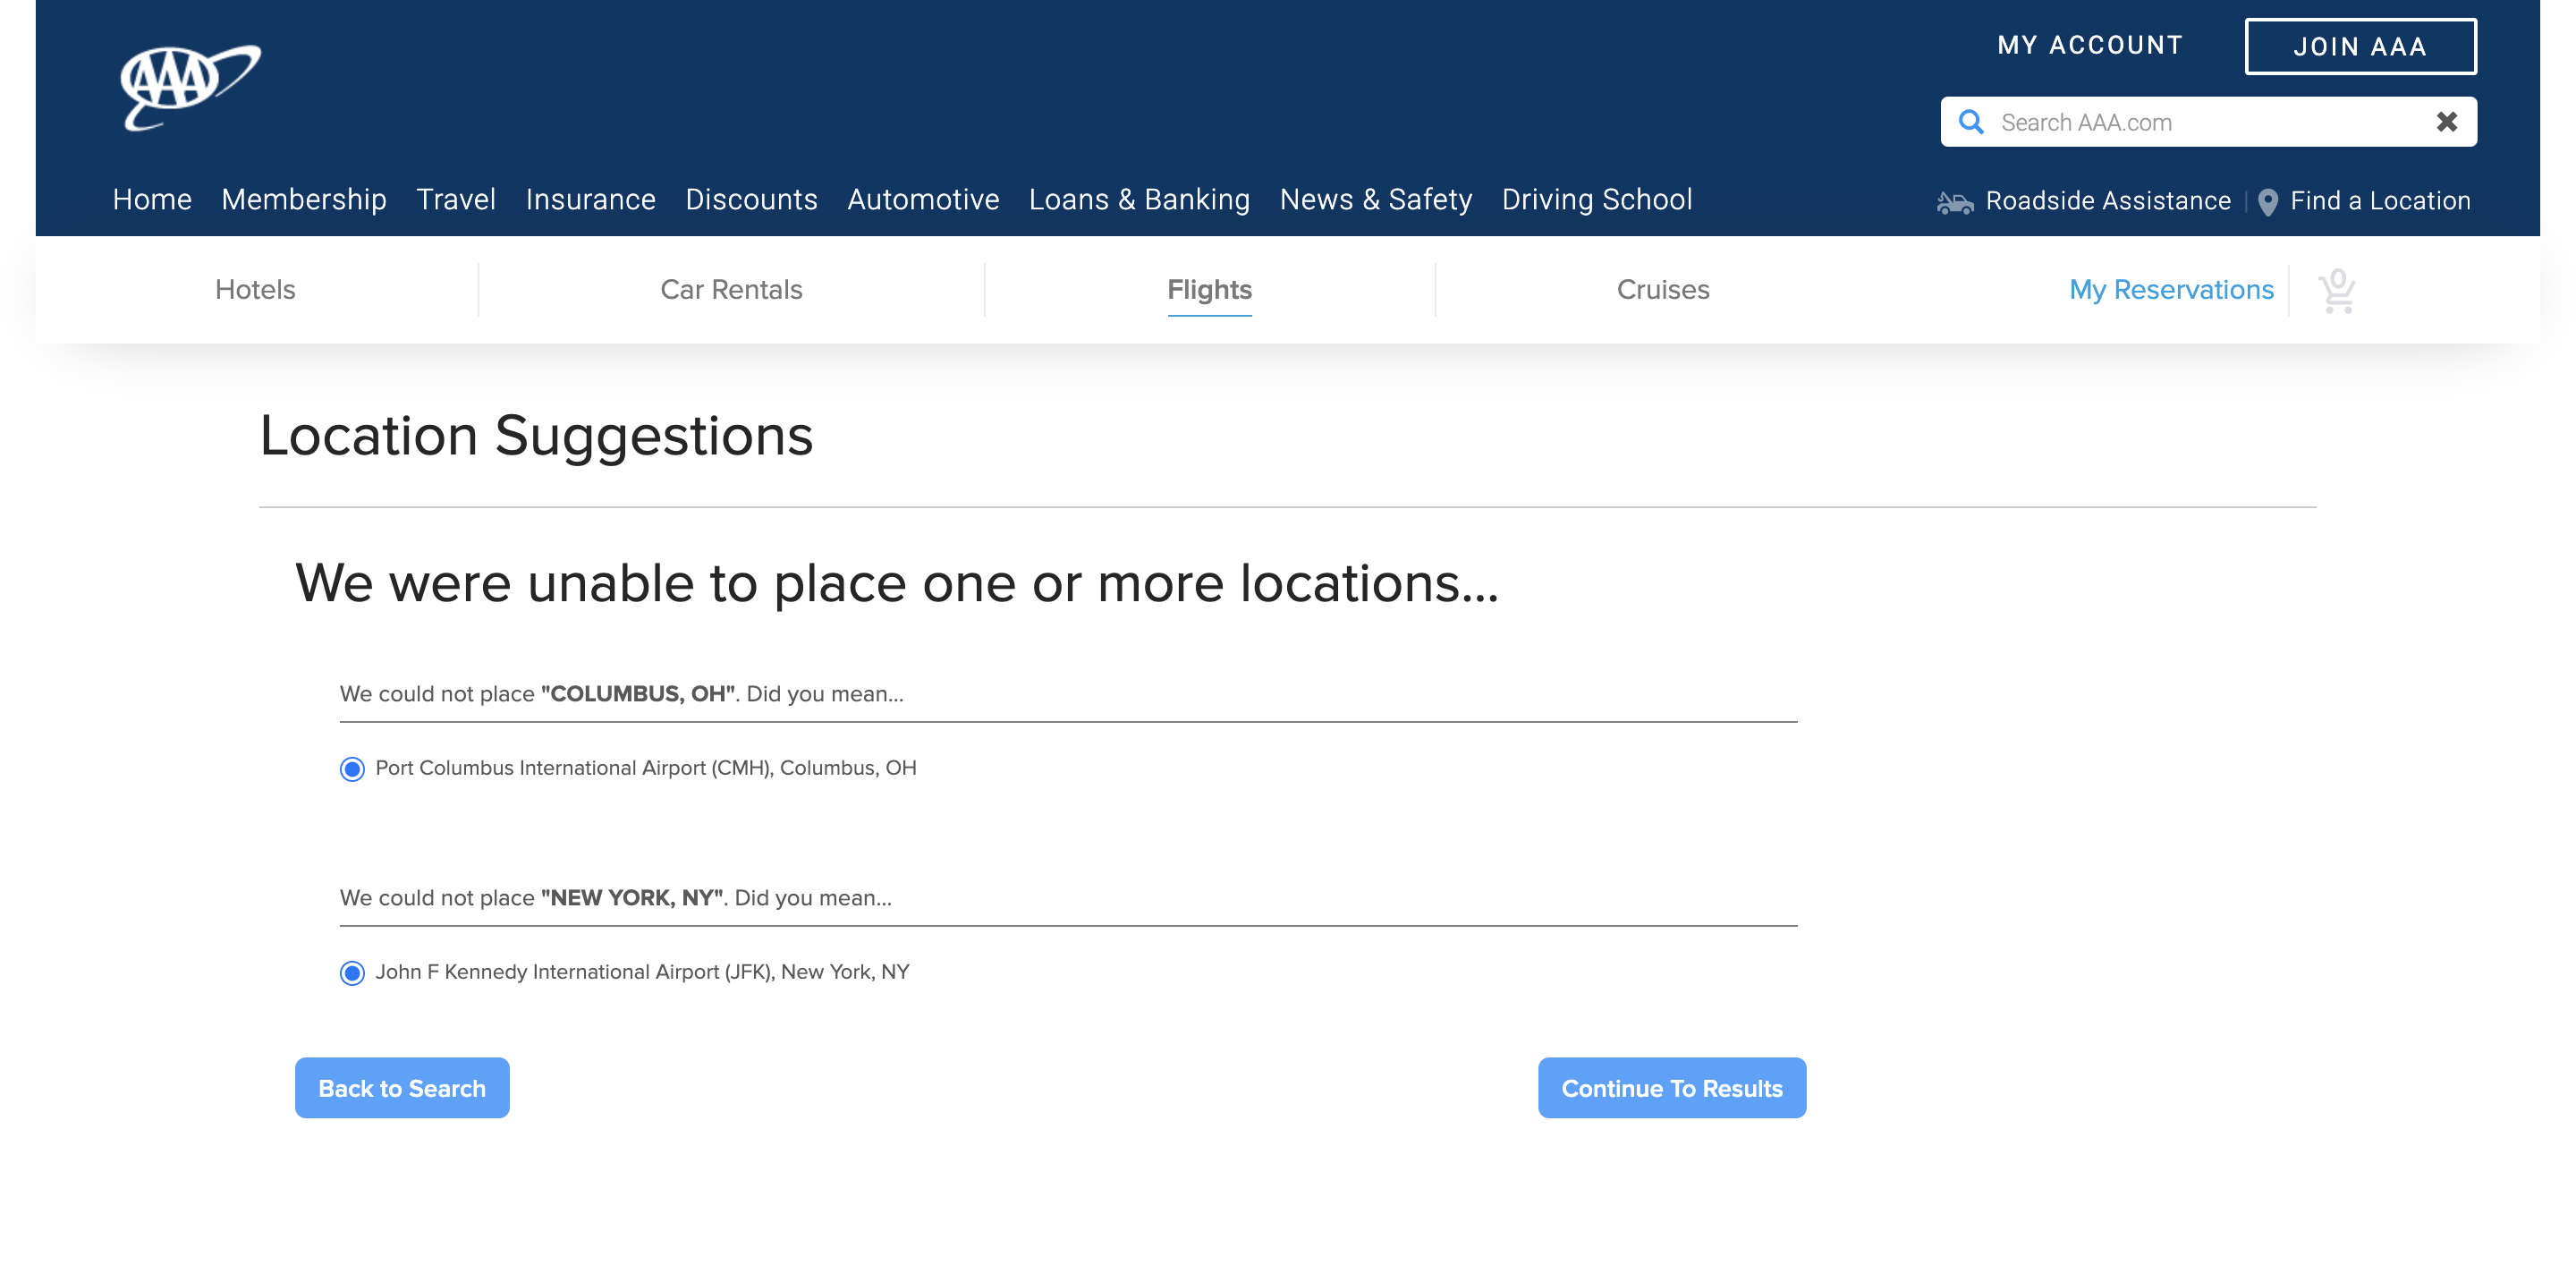 AAA
MY ACCOUNT
JOIN AAA
Search AAA.com
Home Membership Travel Insurance Discounts Automotive Loans & Banking News & Safety Driving School
Roadside Assistance Find a Location
Hotels Car Rentals Flights Cruises My Reservations 0
Location Suggestions
We were unable to place one or more locations...
We could not place "COLUMBUS, OH". Did you mean...
Port Columbus International Airport (CMH), Columbus, OH
We could not place "NEW YORK, NY". Did you mean...
John F Kennedy International Airport (JFK), New York, NY
Back to Search
Continue To Results